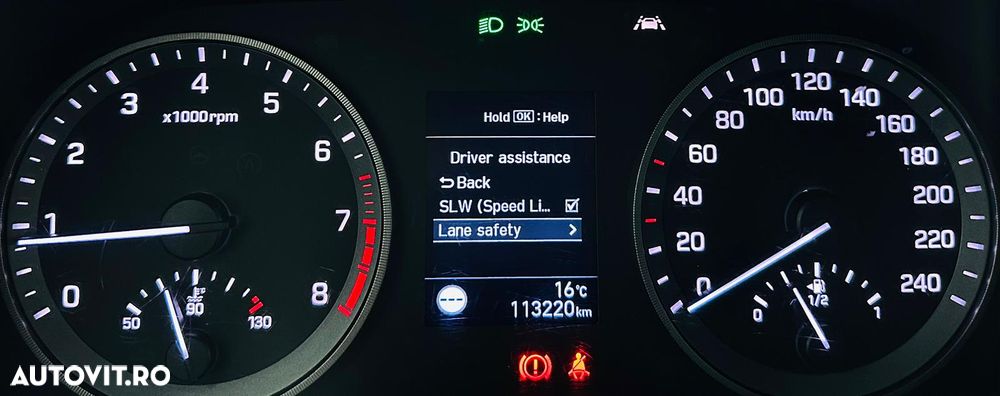 x1000rpm
0
1
2
3
4
5
6
7
8
50
90
130
Hold OK : Help
Driver assistance
Back
SLW (Speed Li...
Lane safety >
16°C
113220 km
km/h
0
20
40
60
80
100
120
140
160
180
200
220
240
0
1/2
1
AUTOVIT.RO